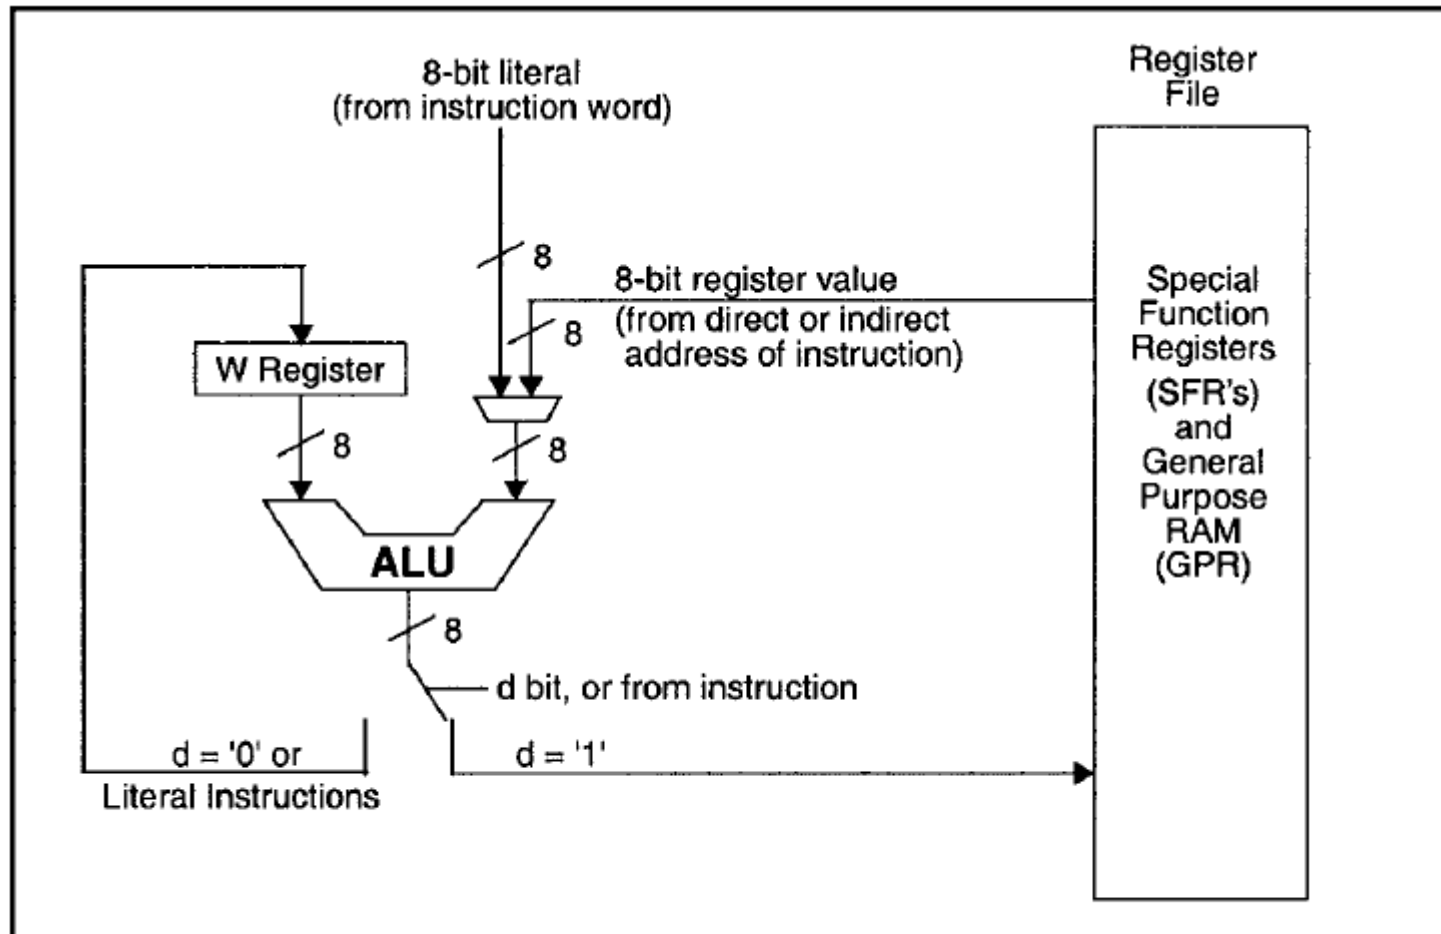 8-bit literal
(from instruction word)
Register
File
8
8-bit register value
(from direct or indirect
address of instruction)
8
W Register
8
8
Special
Function
Registers
(SFR's)
and
General
Purpose
RAM
(GPR)
ALU
8
d bit, or from instruction
d = '0' or
Literal Instructions
d = '1'